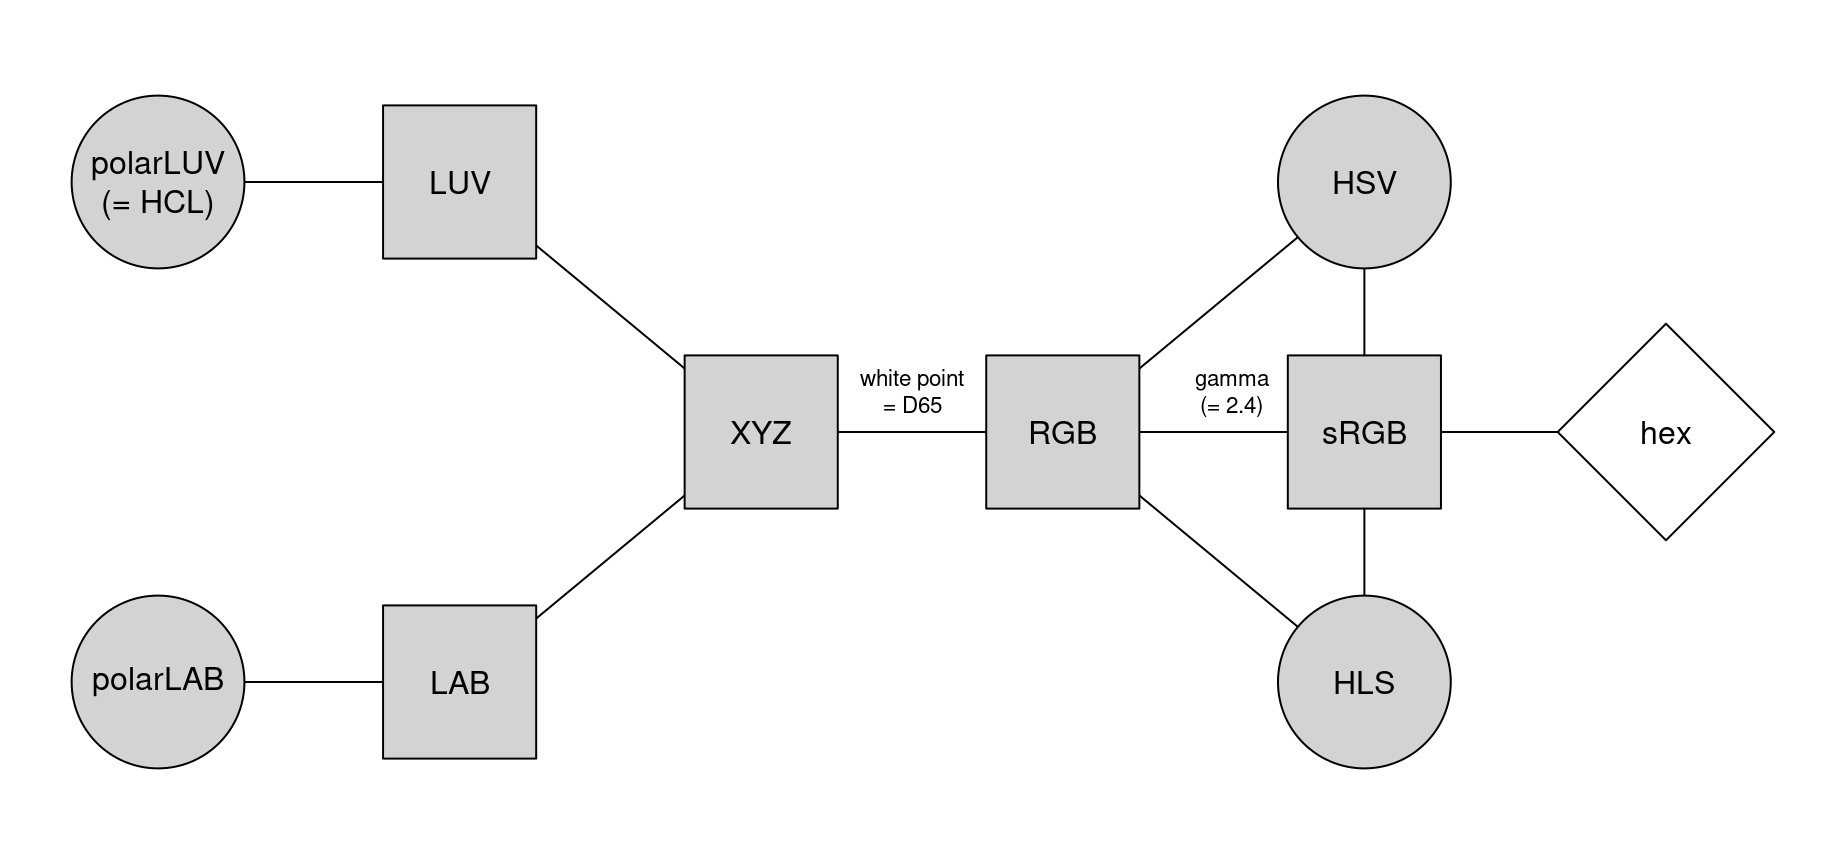 polarLUV
(= HCL)
LUV
HSV
XYZ
white point
= D65
RGB
gamma
(= 2.4)
sRGB
hex
polarLAB
LAB
HLS